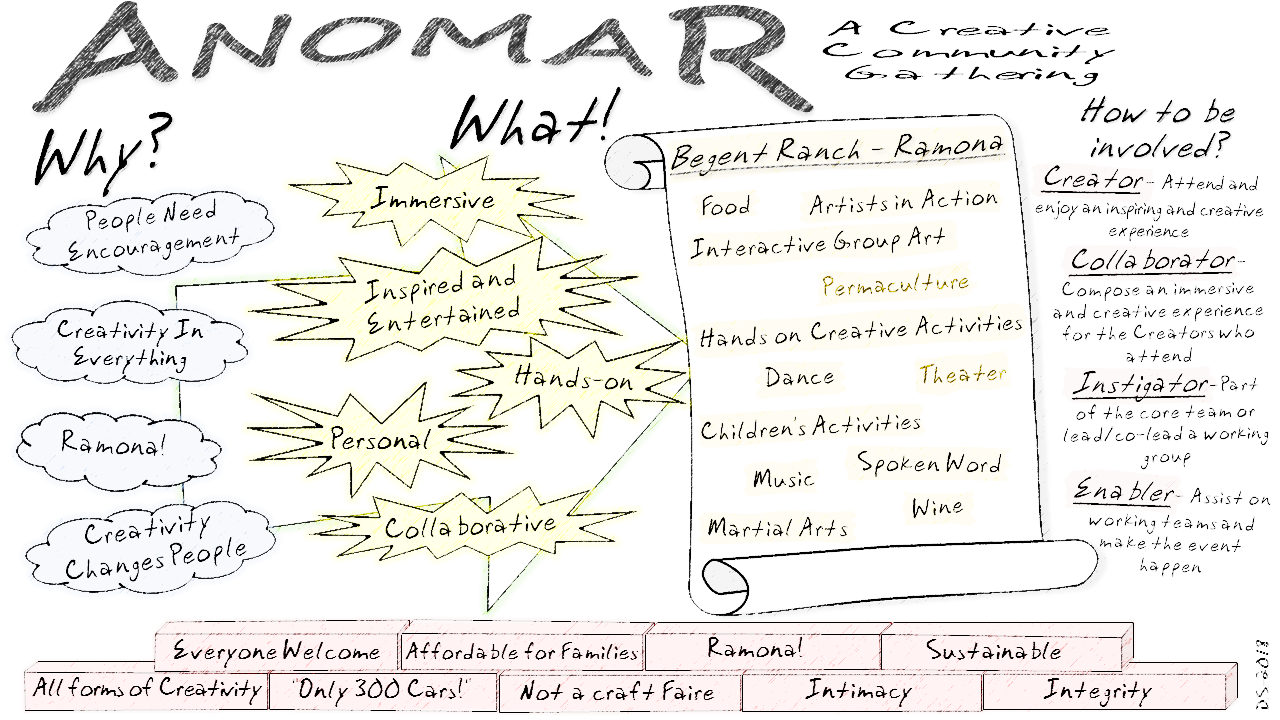 ANOMAR
A Creative
Community
Gathering
Why?
People Need
Encouragement
Creativity In
Everything
Ramona!
Creativity
Changes People
What!
Immersive
Inspired and
Entertained
Hands-on
Personal
Collaborative
Begent Ranch - Ramona
Food Artists in Action
Interactive Group Art
Permaculture
Hands on Creative Activities
Dance Theater
Children's Activities
Music Spoken Word
Wine
Martial Arts
How to be
involved?
Creator - Attend and
enjoy an inspiring and creative
experience
Collaborator -
Compose an immersive
and creative experience
for the Creators who
attend
Instigator - Part
of the core team or
lead/co-lead a working
group
Enabler - Assist on
working teams and
make the event
happen
Everyone Welcome Affordable for Families Ramona! Sustainable
All forms of Creativity "Only 300 Cars!" Not a craft Faire Intimacy Integrity